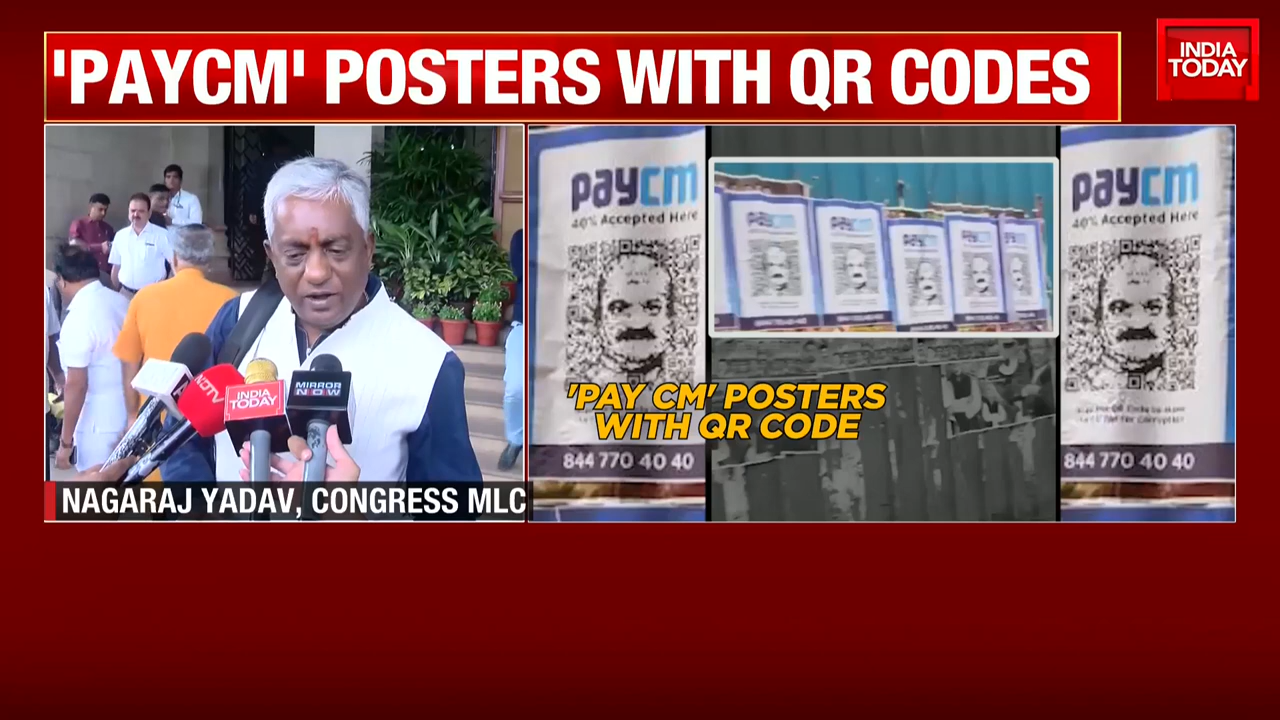 'PAYCM' POSTERS WITH QR CODES
INDIA
TODAY
NDTV
INDIA
TODAY
MIRROR
NOW
NAGARAJ YADAV, CONGRESS MLC
paycm
40% Accepted Here
844 770 40 40
paycm
paycm
'PAY CM' POSTERS
WITH QR CODE
paycm
40% Accepted Here
844 770 40 40